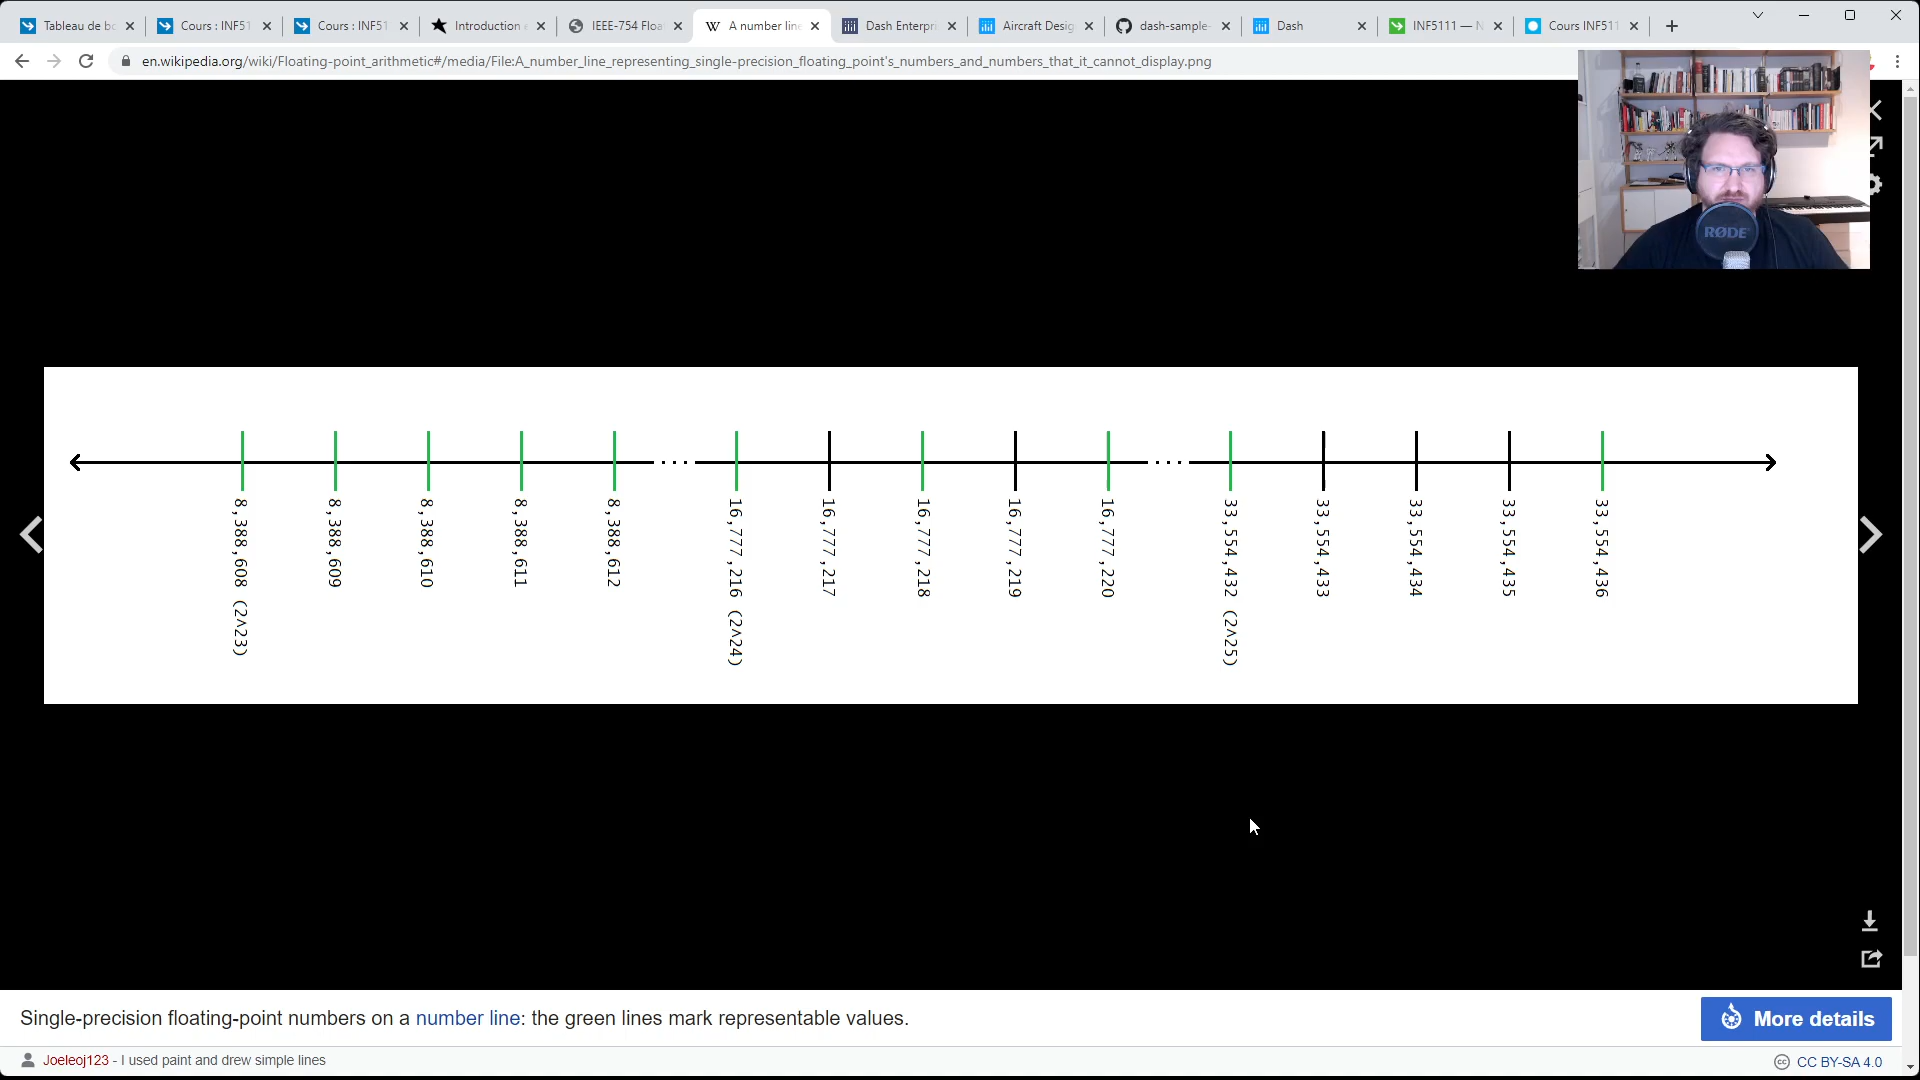 Tableau de bo
Cours : INF51
Cours : INF51
Introduction
IEEE-754 Floa
A number line
Dash Enterpri
Aircraft Desig
dash-sample-
Dash
INF5111 — N
Cours INF511
en.wikipedia.org/wiki/Floating-point_arithmetic#/media/File:A_number_line_representing_single-precision_floating_point's_numbers_and_numbers_that_it_cannot_display.png
RØDE
8,388,608 (2^23)
8,388,609
8,388,610
8,388,611
8,388,612
16,777,216 (2^24)
16,777,217
16,777,218
16,777,219
16,777,220
33,554,432 (2^25)
33,554,433
33,554,434
33,554,435
33,554,436
Single-precision floating-point numbers on a number line: the green lines mark representable values.
More details
Joeleoj123 - I used paint and drew simple lines
CC BY-SA 4.0